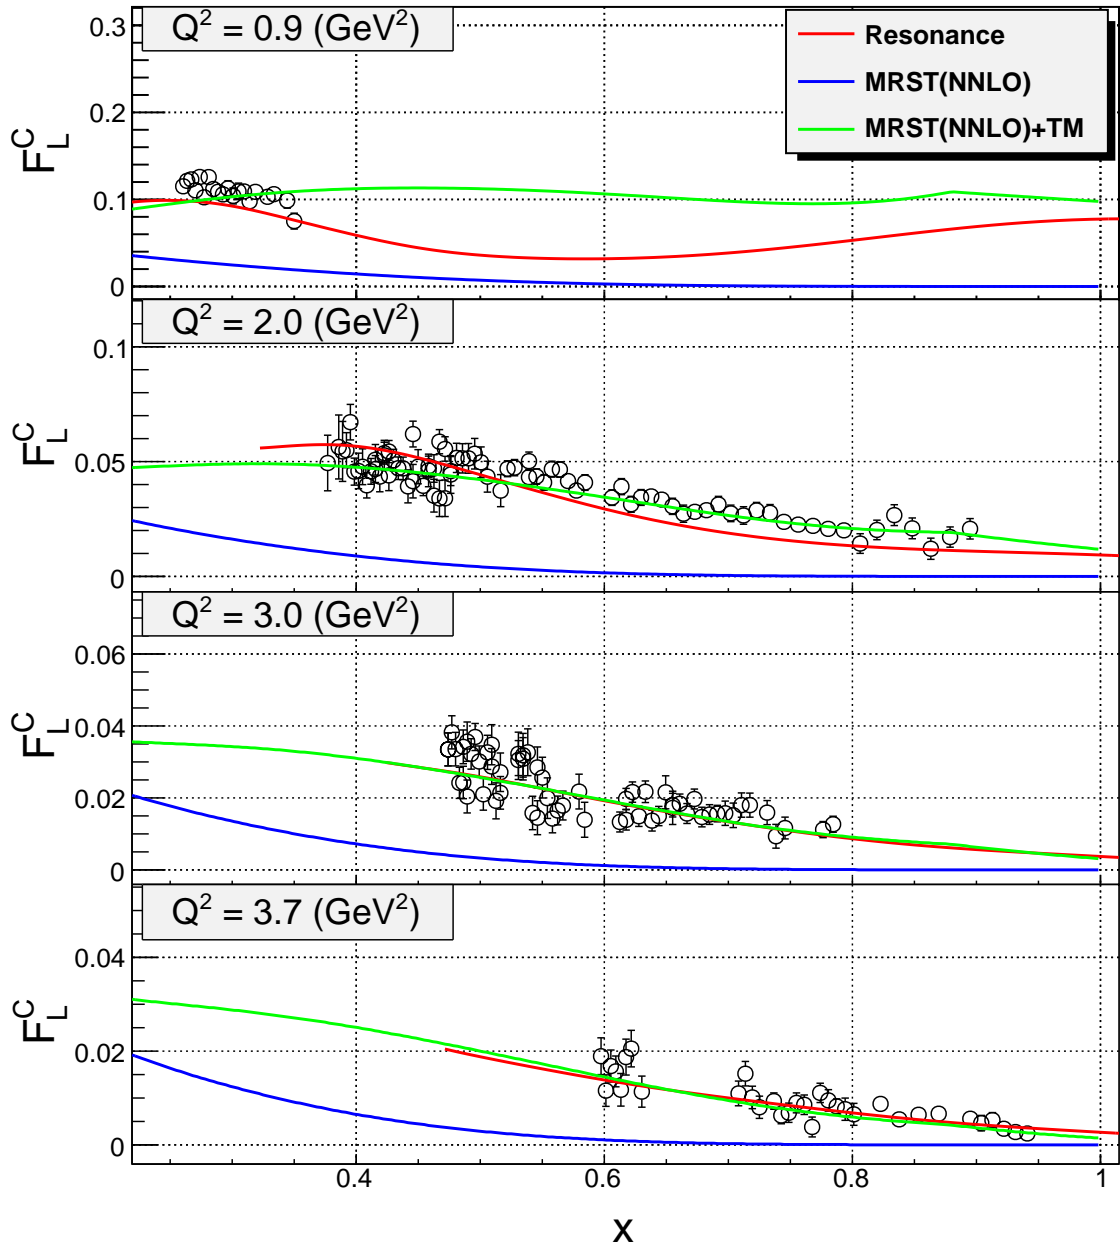 Q² = 0.9 (GeV²)
Resonance
MRST(NNLO)
MRST(NNLO)+TM
0.3
0.2
0.1
0
F_L^C
Q² = 2.0 (GeV²)
0.1
0.05
0
F_L^C
Q² = 3.0 (GeV²)
0.06
0.04
0.02
0
F_L^C
Q² = 3.7 (GeV²)
0.04
0.02
0
F_L^C
0.4 0.6 0.8 1
x